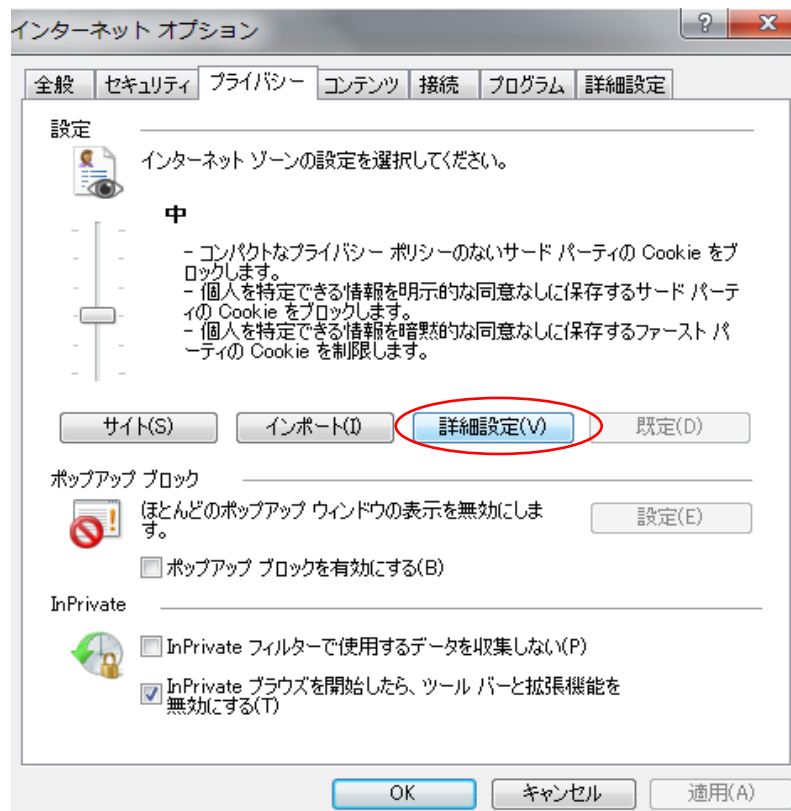 インターネット オプション
全般 セキュリティ プライバシー コンテンツ 接続 プログラム 詳細設定
設定
インターネット ゾーンの設定を選択してください。
中
- コンパクトなプライバシー ポリシーのないサード パーティの Cookie をブ
ロックします。
- 個人を特定できる情報を明示的な同意なしに保存するサード パーテ
ィの Cookie をブロックします。
- 個人を特定できる情報を暗黙的な同意なしに保存するファースト パ
ーティの Cookie を制限します。
サイト(S) インポート(I) 詳細設定(V) 既定(D)
ポップアップ ブロック
ほとんどのポップアップ ウィンドウの表示を無効にしま
す。
設定(E)
ポップアップ ブロックを有効にする(B)
InPrivate
InPrivate フィルターで使用するデータを収集しない(P)
InPrivate ブラウズを開始したら、ツール バーと拡張機能を
無効にする(T)
OK キャンセル 適用(A)